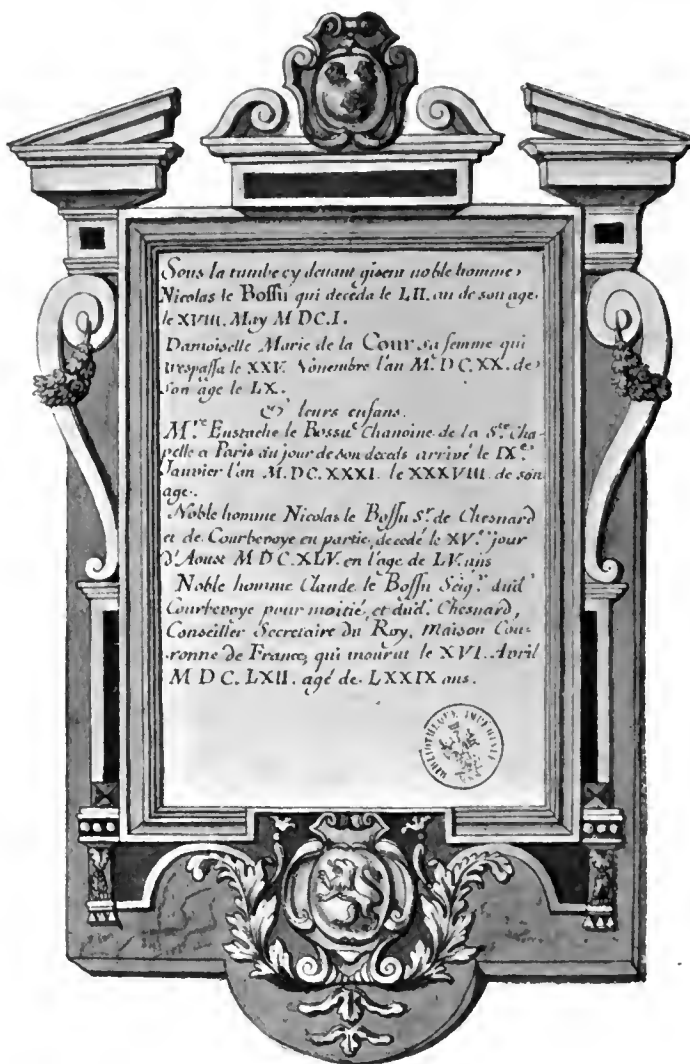 Sous la tumbe cy devant gisent noble homme,
Nicolas le Bossu qui deceda le LII. an de son age.
le XVIII. May M DC.I.
Damoiselle Marie de la Cour sa femme qui
trespassa le XXV. Novembre l'an M. DC.XX. de
son age le LX.
& leurs enfans.
M.re Eustache le Bossu Chanoine de la S.te Cha-
pelle a Paris au jour de son deceds arrivé le IX.e
Janvier l'an M.DC.XXXI. le XXXVIII. de son
age.
Noble homme Nicolas le Bossu S.r de Chesnard
et de Courbevoye en partie, decedé le XV.e jour
d'Aoust M DC.XLV. en l'age de LV. ans
Noble homme Claude le Bossu Seig.r dud.
Courbevoye pour moitié, et dud. Chesnard,
Conseiller Secretaire du Roy, Maison Cou-
ronne de France, qui mourut le XVI. Avril
M D C. LXII. agé de LXXIX ans.
BIBLIOTHEQUE IMPERIALE